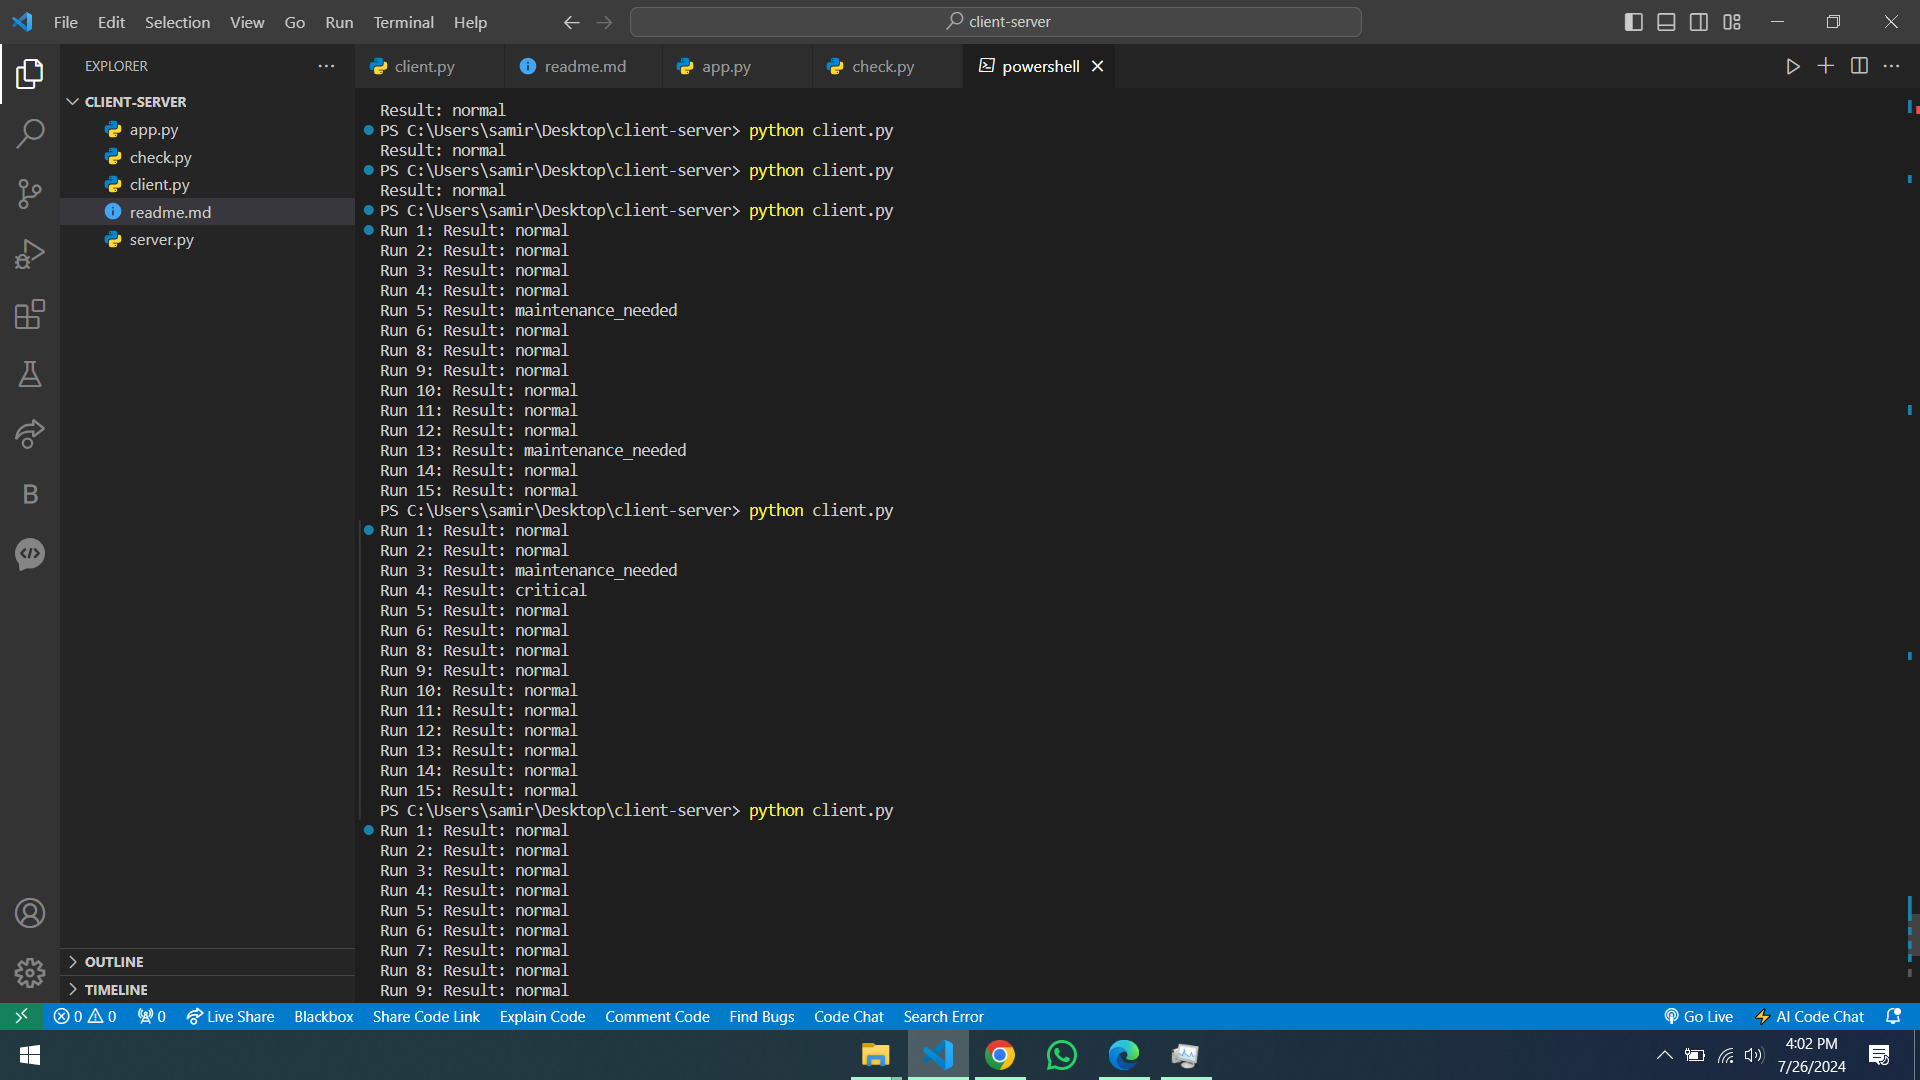 File Edit Selection View Go Run Terminal Help
client-server
EXPLORER
client.py
readme.md
app.py
check.py
powershell
CLIENT-SERVER
app.py
check.py
client.py
readme.md
server.py
B
OUTLINE
TIMELINE
Result: normal
PS C:\Users\samir\Desktop\client-server> python client.py
Result: normal
PS C:\Users\samir\Desktop\client-server> python client.py
Result: normal
PS C:\Users\samir\Desktop\client-server> python client.py
Run 1: Result: normal
Run 2: Result: normal
Run 3: Result: normal
Run 4: Result: normal
Run 5: Result: maintenance_needed
Run 6: Result: normal
Run 8: Result: normal
Run 9: Result: normal
Run 10: Result: normal
Run 11: Result: normal
Run 12: Result: normal
Run 13: Result: maintenance_needed
Run 14: Result: normal
Run 15: Result: normal
PS C:\Users\samir\Desktop\client-server> python client.py
Run 1: Result: normal
Run 2: Result: normal
Run 3: Result: maintenance_needed
Run 4: Result: critical
Run 5: Result: normal
Run 6: Result: normal
Run 8: Result: normal
Run 9: Result: normal
Run 10: Result: normal
Run 11: Result: normal
Run 12: Result: normal
Run 13: Result: normal
Run 14: Result: normal
Run 15: Result: normal
PS C:\Users\samir\Desktop\client-server> python client.py
Run 1: Result: normal
Run 2: Result: normal
Run 3: Result: normal
Run 4: Result: normal
Run 5: Result: normal
Run 6: Result: normal
Run 7: Result: normal
Run 8: Result: normal
Run 9: Result: normal
0 0 0 Live Share Blackbox Share Code Link Explain Code Comment Code Find Bugs Code Chat Search Error Go Live AI Code Chat
4:02 PM
7/26/2024